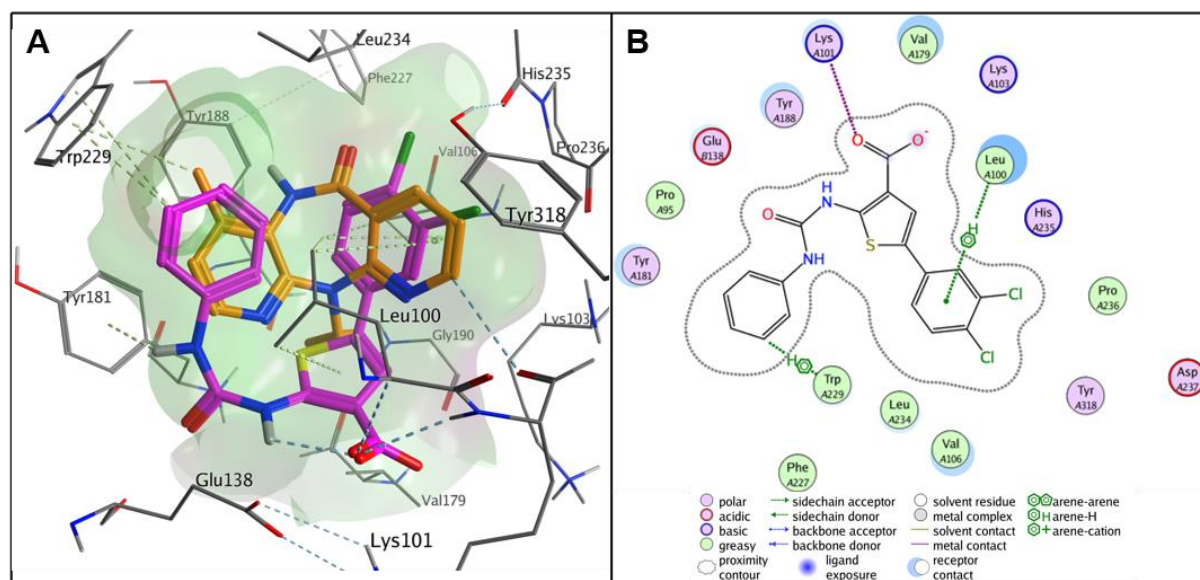 A
Leu234
Phe227
His235
Tyr188
Trp229
Val106
Pro236
Tyr318
Tyr181
Leu100
Lys103
Gly190
Glu138
Val179
Lys101
B
Lys
A101
Val
A179
Lys
A103
Tyr
A188
Glu
B138
Leu
A100
O
O-
Pro
A95
NH
H
His
A235
O
S
Tyr
A181
NH
Cl
Pro
A236
Cl
H
Trp
A229
Asp
A237
Tyr
A318
Leu
A234
Val
A106
Phe
A227
polar
acidic
basic
greasy
proximity
contour
sidechain acceptor
sidechain donor
backbone acceptor
backbone donor
ligand
exposure
solvent residue
metal complex
solvent contact
metal contact
receptor
contact
arene-arene
H arene-H
+ arene-cation